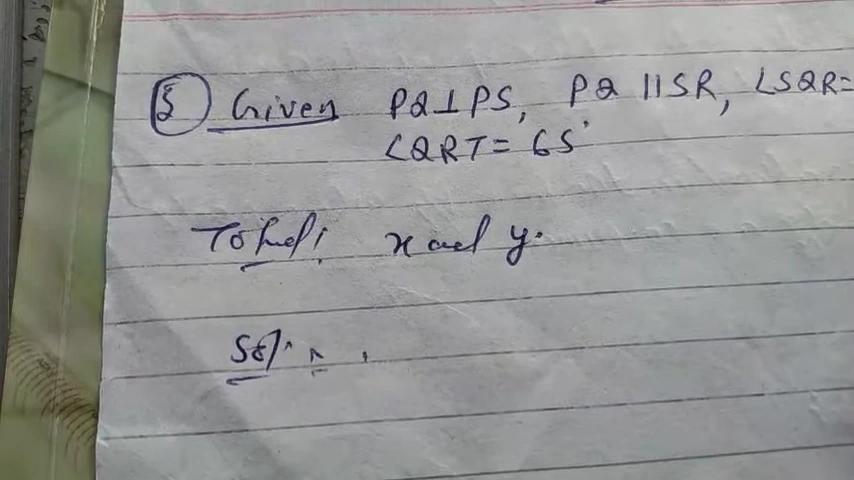 5 Given PQ⊥PS, PQ ||SR, ∠SQR=
∠QRT= 65°
To find: x and y.
Sol: